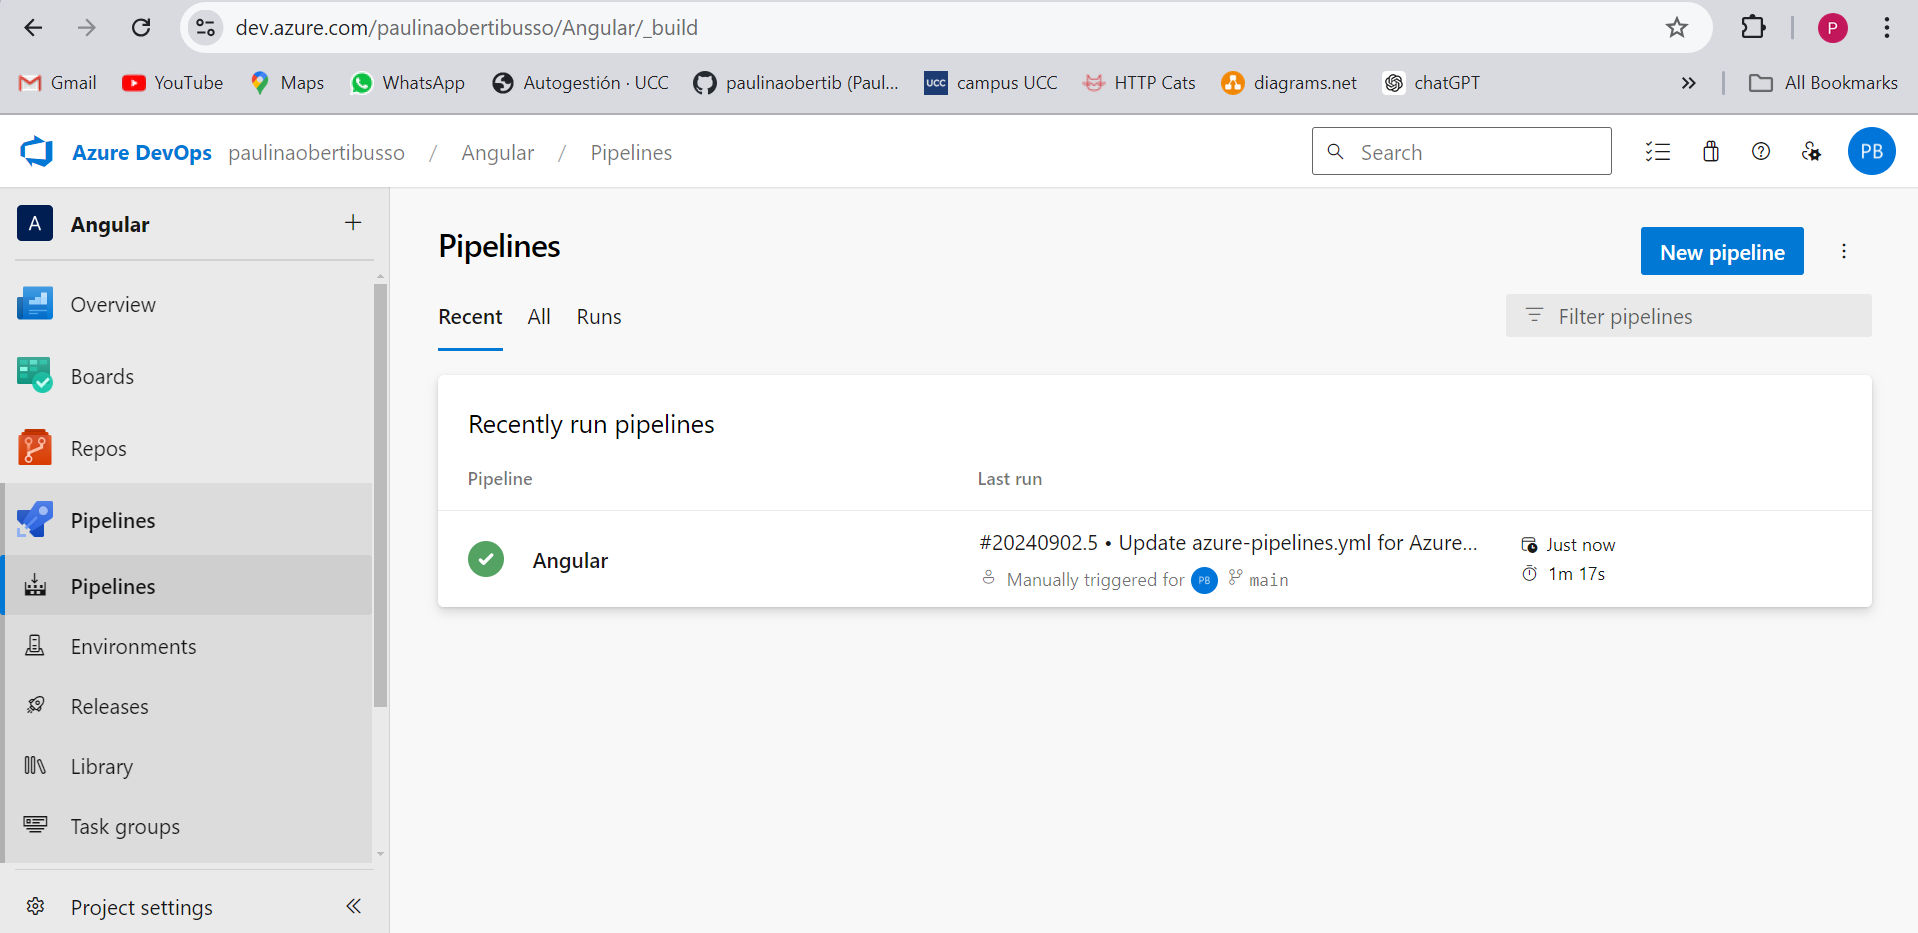 dev.azure.com/paulinaobertibusso/Angular/_build
P
Gmail YouTube Maps WhatsApp Autogestión · UCC paulinaobertib (Paul... UCC campus UCC HTTP Cats diagrams.net chatGPT » All Bookmarks
Azure DevOps paulinaobertibusso / Angular / Pipelines Search PB
A Angular +
Overview
Boards
Repos
Pipelines
Pipelines
Environments
Releases
Library
Task groups
Project settings
Pipelines
New pipeline
Recent All Runs
Filter pipelines
Recently run pipelines
Pipeline Last run
Angular
#20240902.5 • Update azure-pipelines.yml for Azure...
Manually triggered for PB main
Just now
1m 17s